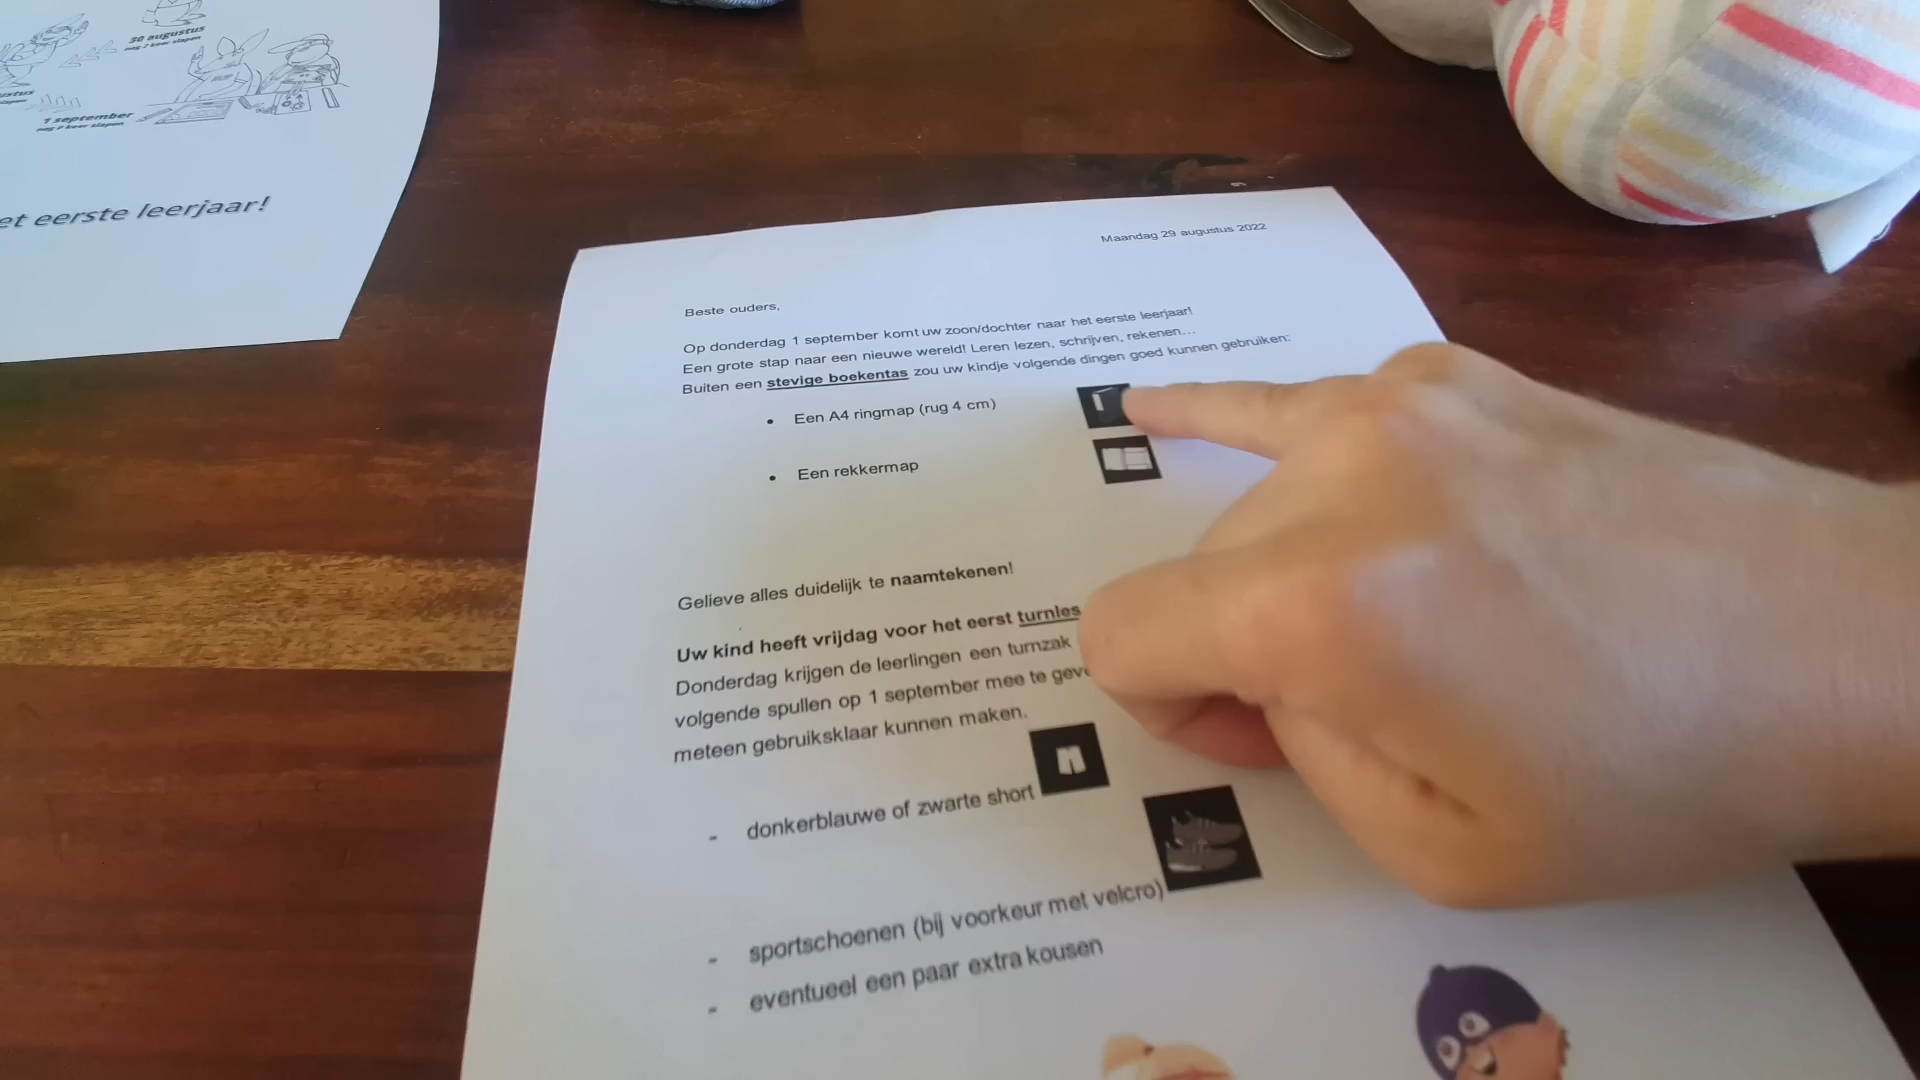 30 augustus
1 september
et eerste leerjaar!
Maandag 29 augustus 2022
Beste ouders,
Op donderdag 1 september komt uw zoon/dochter naar het eerste leerjaar!
Een grote stap naar een nieuwe wereld! Leren lezen, schrijven, rekenen...
Buiten een stevige boekentas zou uw kindje volgende dingen goed kunnen gebruiken:
• Een A4 ringmap (rug 4 cm)
• Een rekkermap
Gelieve alles duidelijk te naamtekenen!
Uw kind heeft vrijdag voor het eerst turnles
Donderdag krijgen de leerlingen een turnzak
volgende spullen op 1 september mee te geve
meteen gebruiksklaar kunnen maken.
- donkerblauwe of zwarte short
- sportschoenen (bij voorkeur met velcro)
- eventueel een paar extra kousen